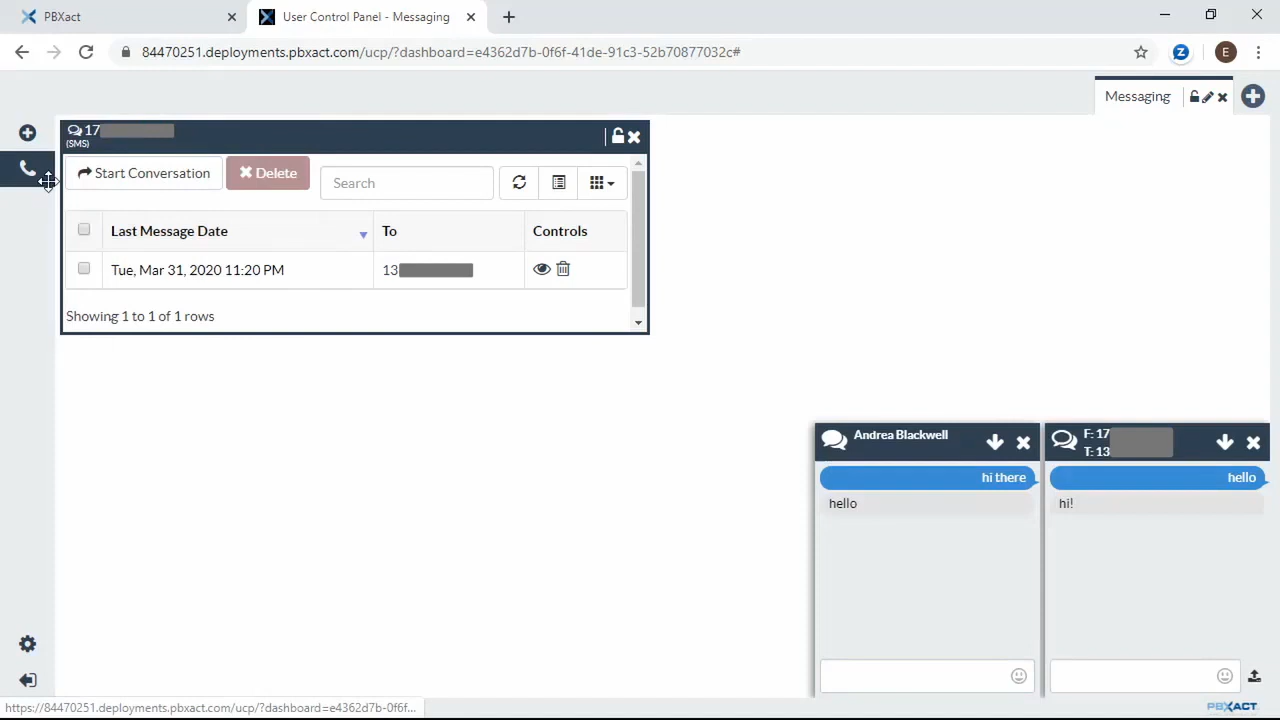 PBXact
User Control Panel - Messaging
84470251.deployments.pbxact.com/ucp/?dashboard=e4362d7b-0f6f-41de-91c3-52b70877032c#
E
Messaging
17
(SMS)
Start Conversation
Delete
Search
Last Message Date
To
Controls
Tue, Mar 31, 2020 11:20 PM
13
Showing 1 to 1 of 1 rows
Andrea Blackwell
hi there
hello
F: 17
T: 13
hello
hi!
https://84470251.deployments.pbxact.com/ucp/?dashboard=e4362d7b-0f6f...
PBXACT